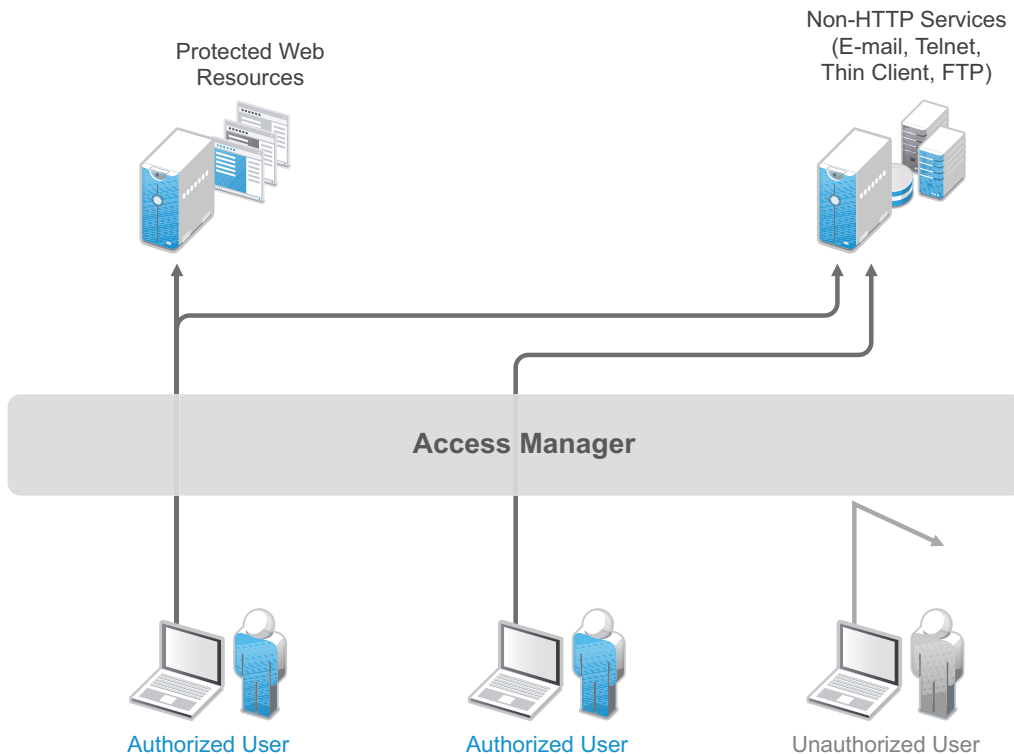 Protected Web
Resources
Non-HTTP Services
(E-mail, Telnet,
Thin Client, FTP)
Access Manager
Authorized User
Authorized User
Unauthorized User